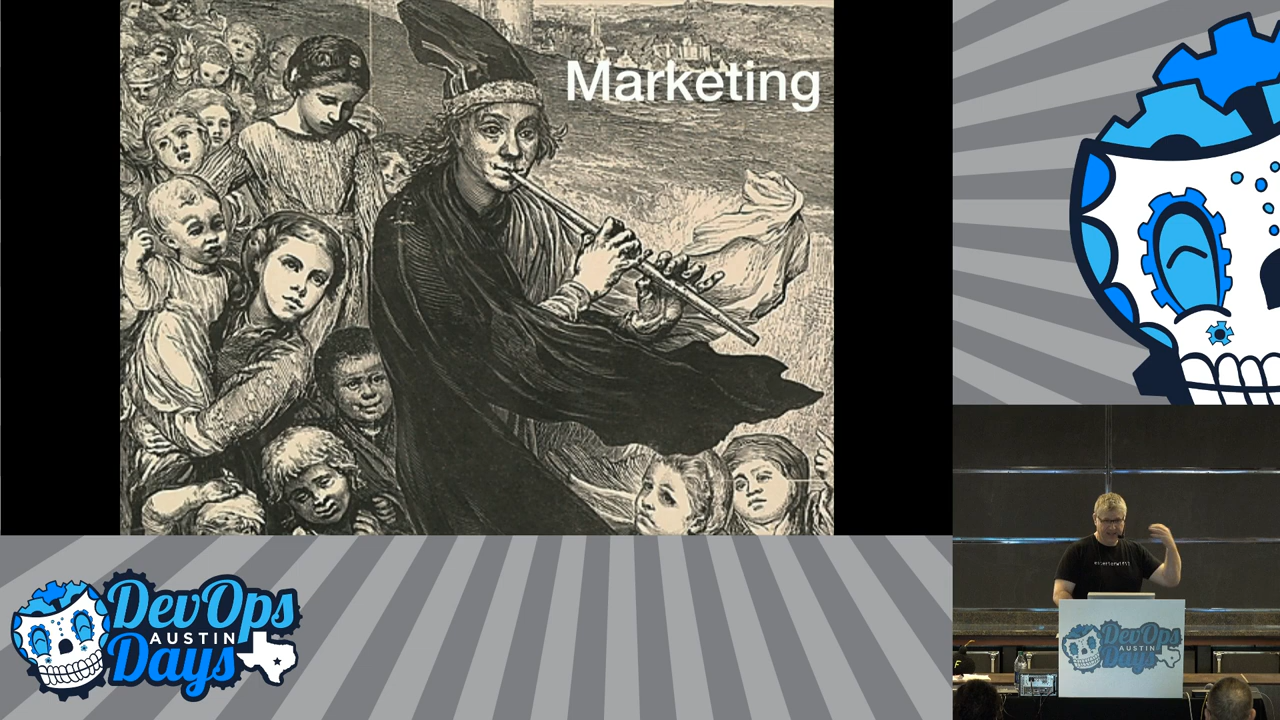 Marketing
DevOps
AUSTIN
Days
DevOps
AUSTIN
Days